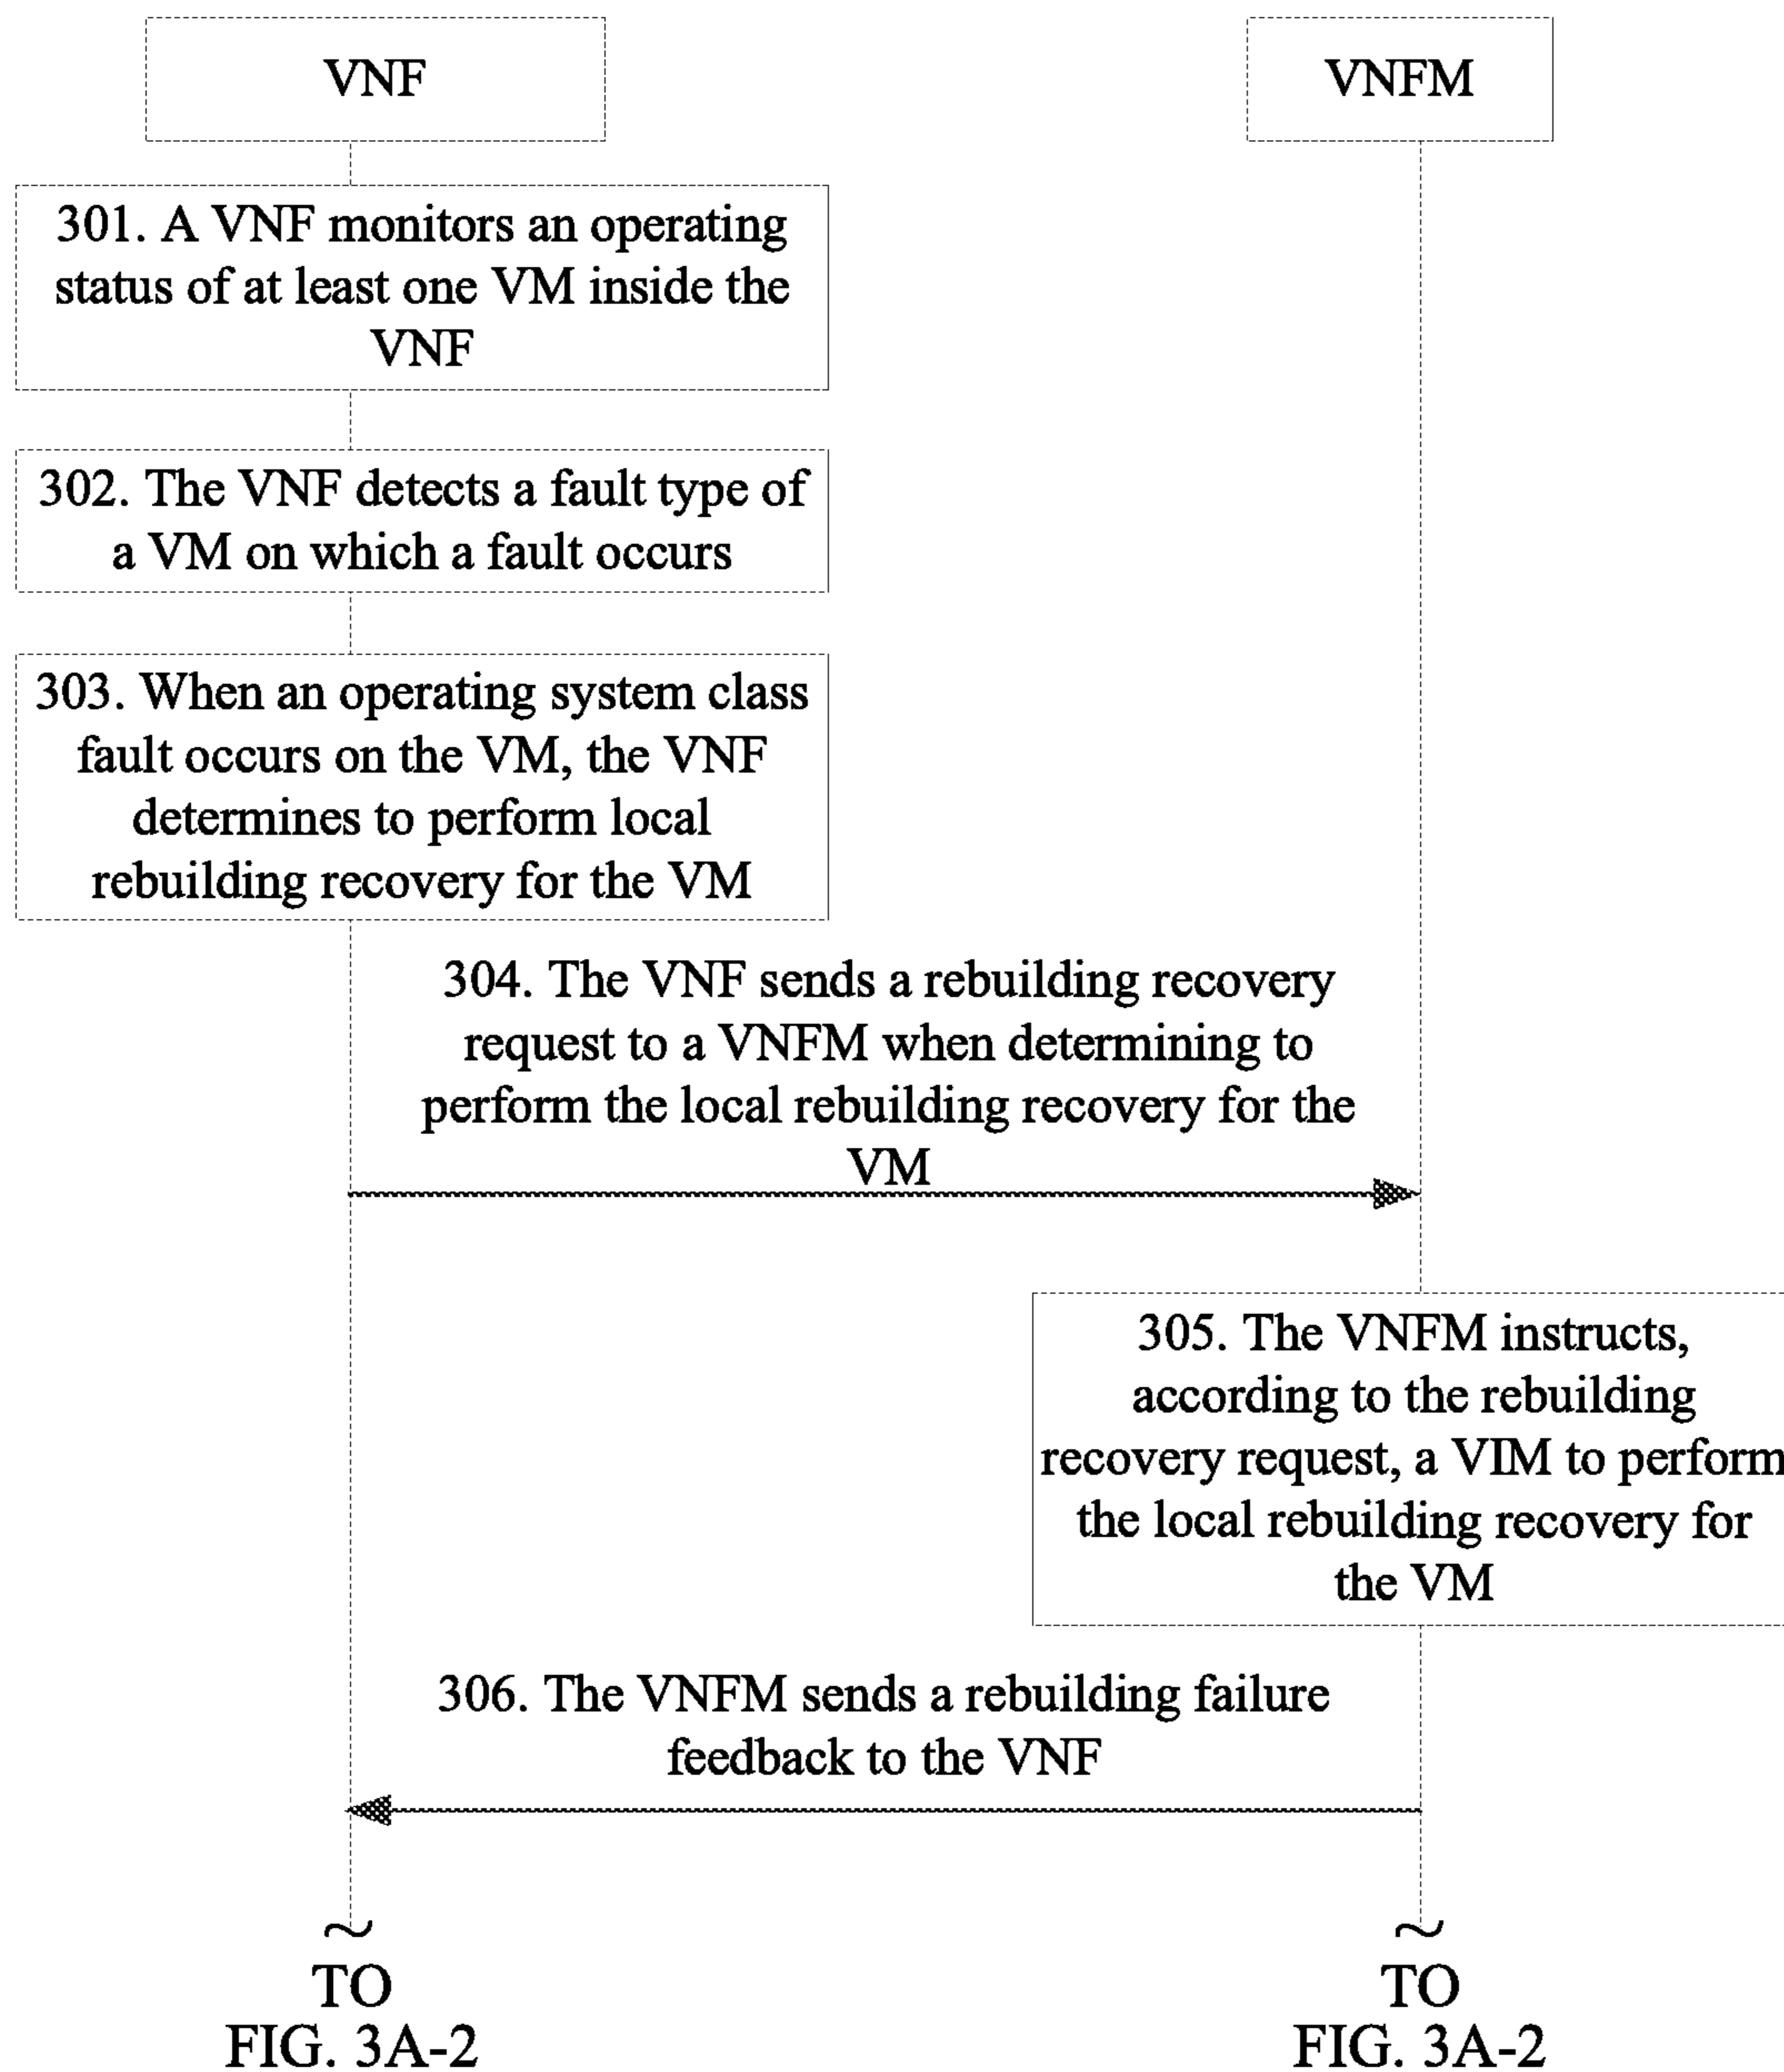 VNF
VNFM
301. A VNF monitors an operating
status of at least one VM inside the
VNF
302. The VNF detects a fault type of
a VM on which a fault occurs
303. When an operating system class
fault occurs on the VM, the VNF
determines to perform local
rebuilding recovery for the VM
304. The VNF sends a rebuilding recovery
request to a VNFM when determining to
perform the local rebuilding recovery for the
VM
305. The VNFM instructs,
according to the rebuilding
recovery request, a VIM to perform
the local rebuilding recovery for
the VM
306. The VNFM sends a rebuilding failure
feedback to the VNF
~
TO
FIG. 3A-2
~
TO
FIG. 3A-2